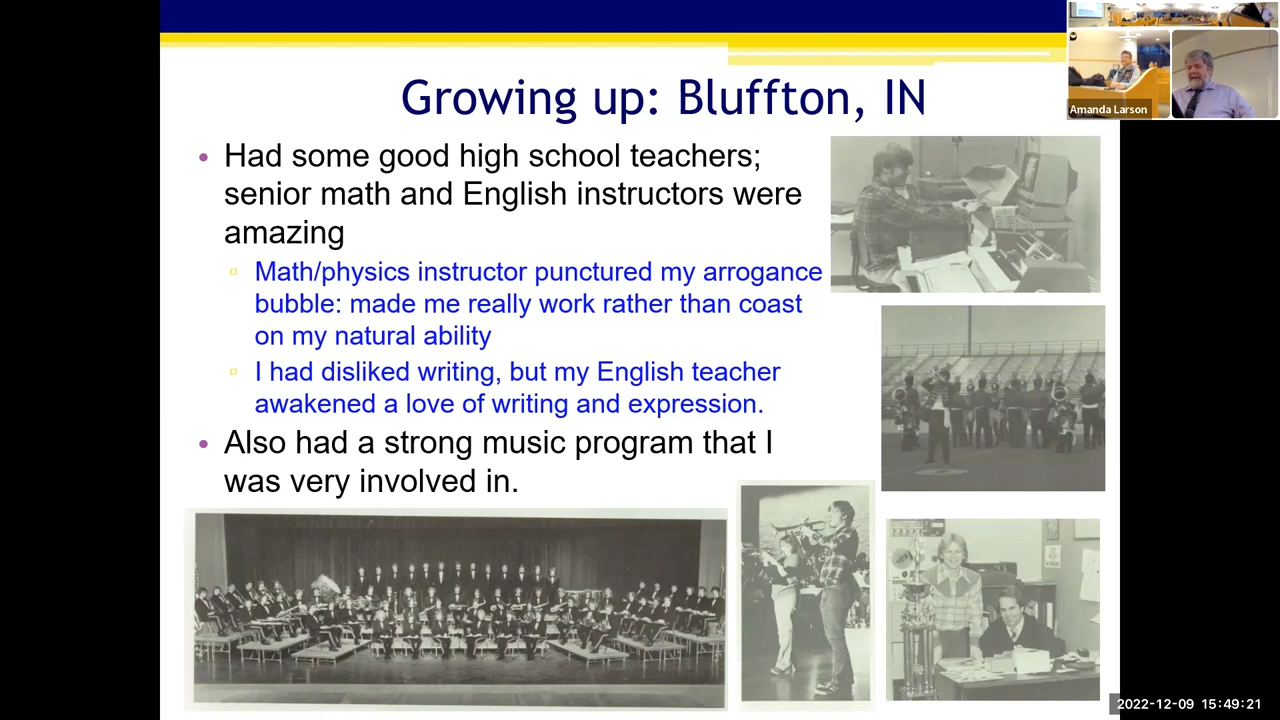 Growing up: Bluffton, IN
Had some good high school teachers;
senior math and English instructors were
amazing
Math/physics instructor punctured my arrogance
bubble: made me really work rather than coast
on my natural ability
I had disliked writing, but my English teacher
awakened a love of writing and expression.
Also had a strong music program that I
was very involved in.
Amanda Larson
2022-12-09 15:49:21